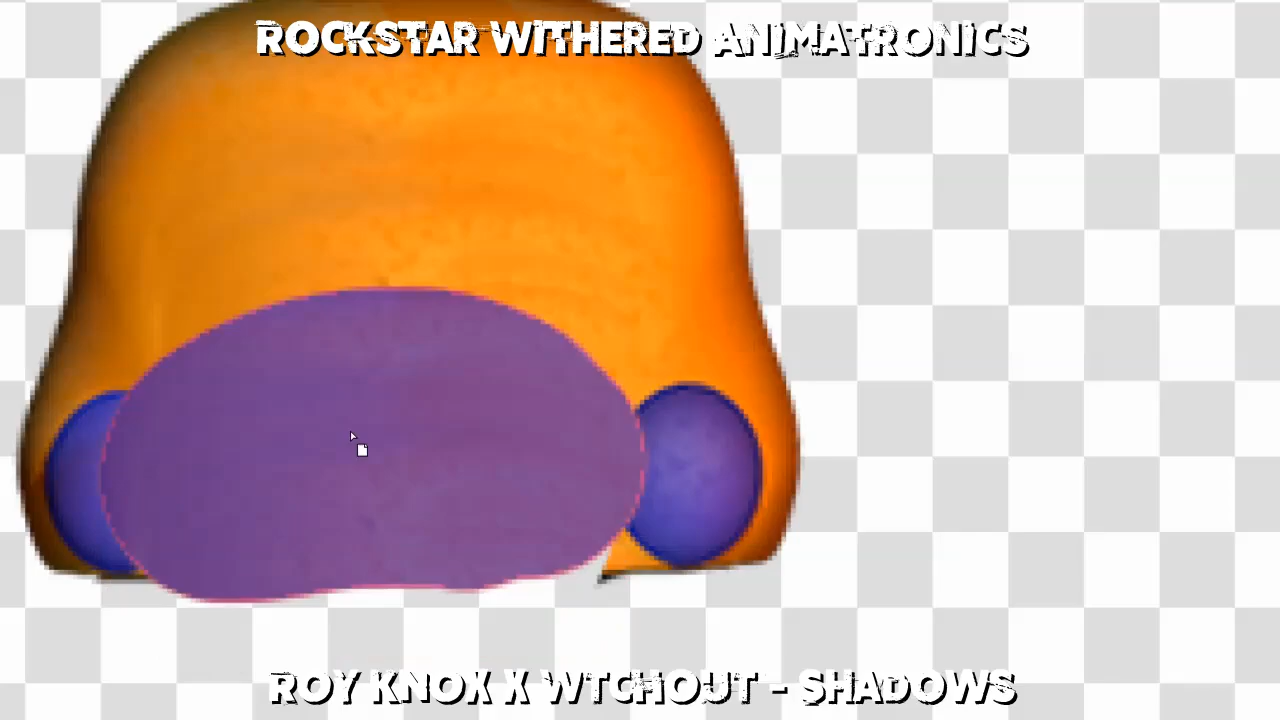 ROCKSTAR WITHERED ANIMATRONICS
ROY KNOX X WTCHOUT - SHADOWS